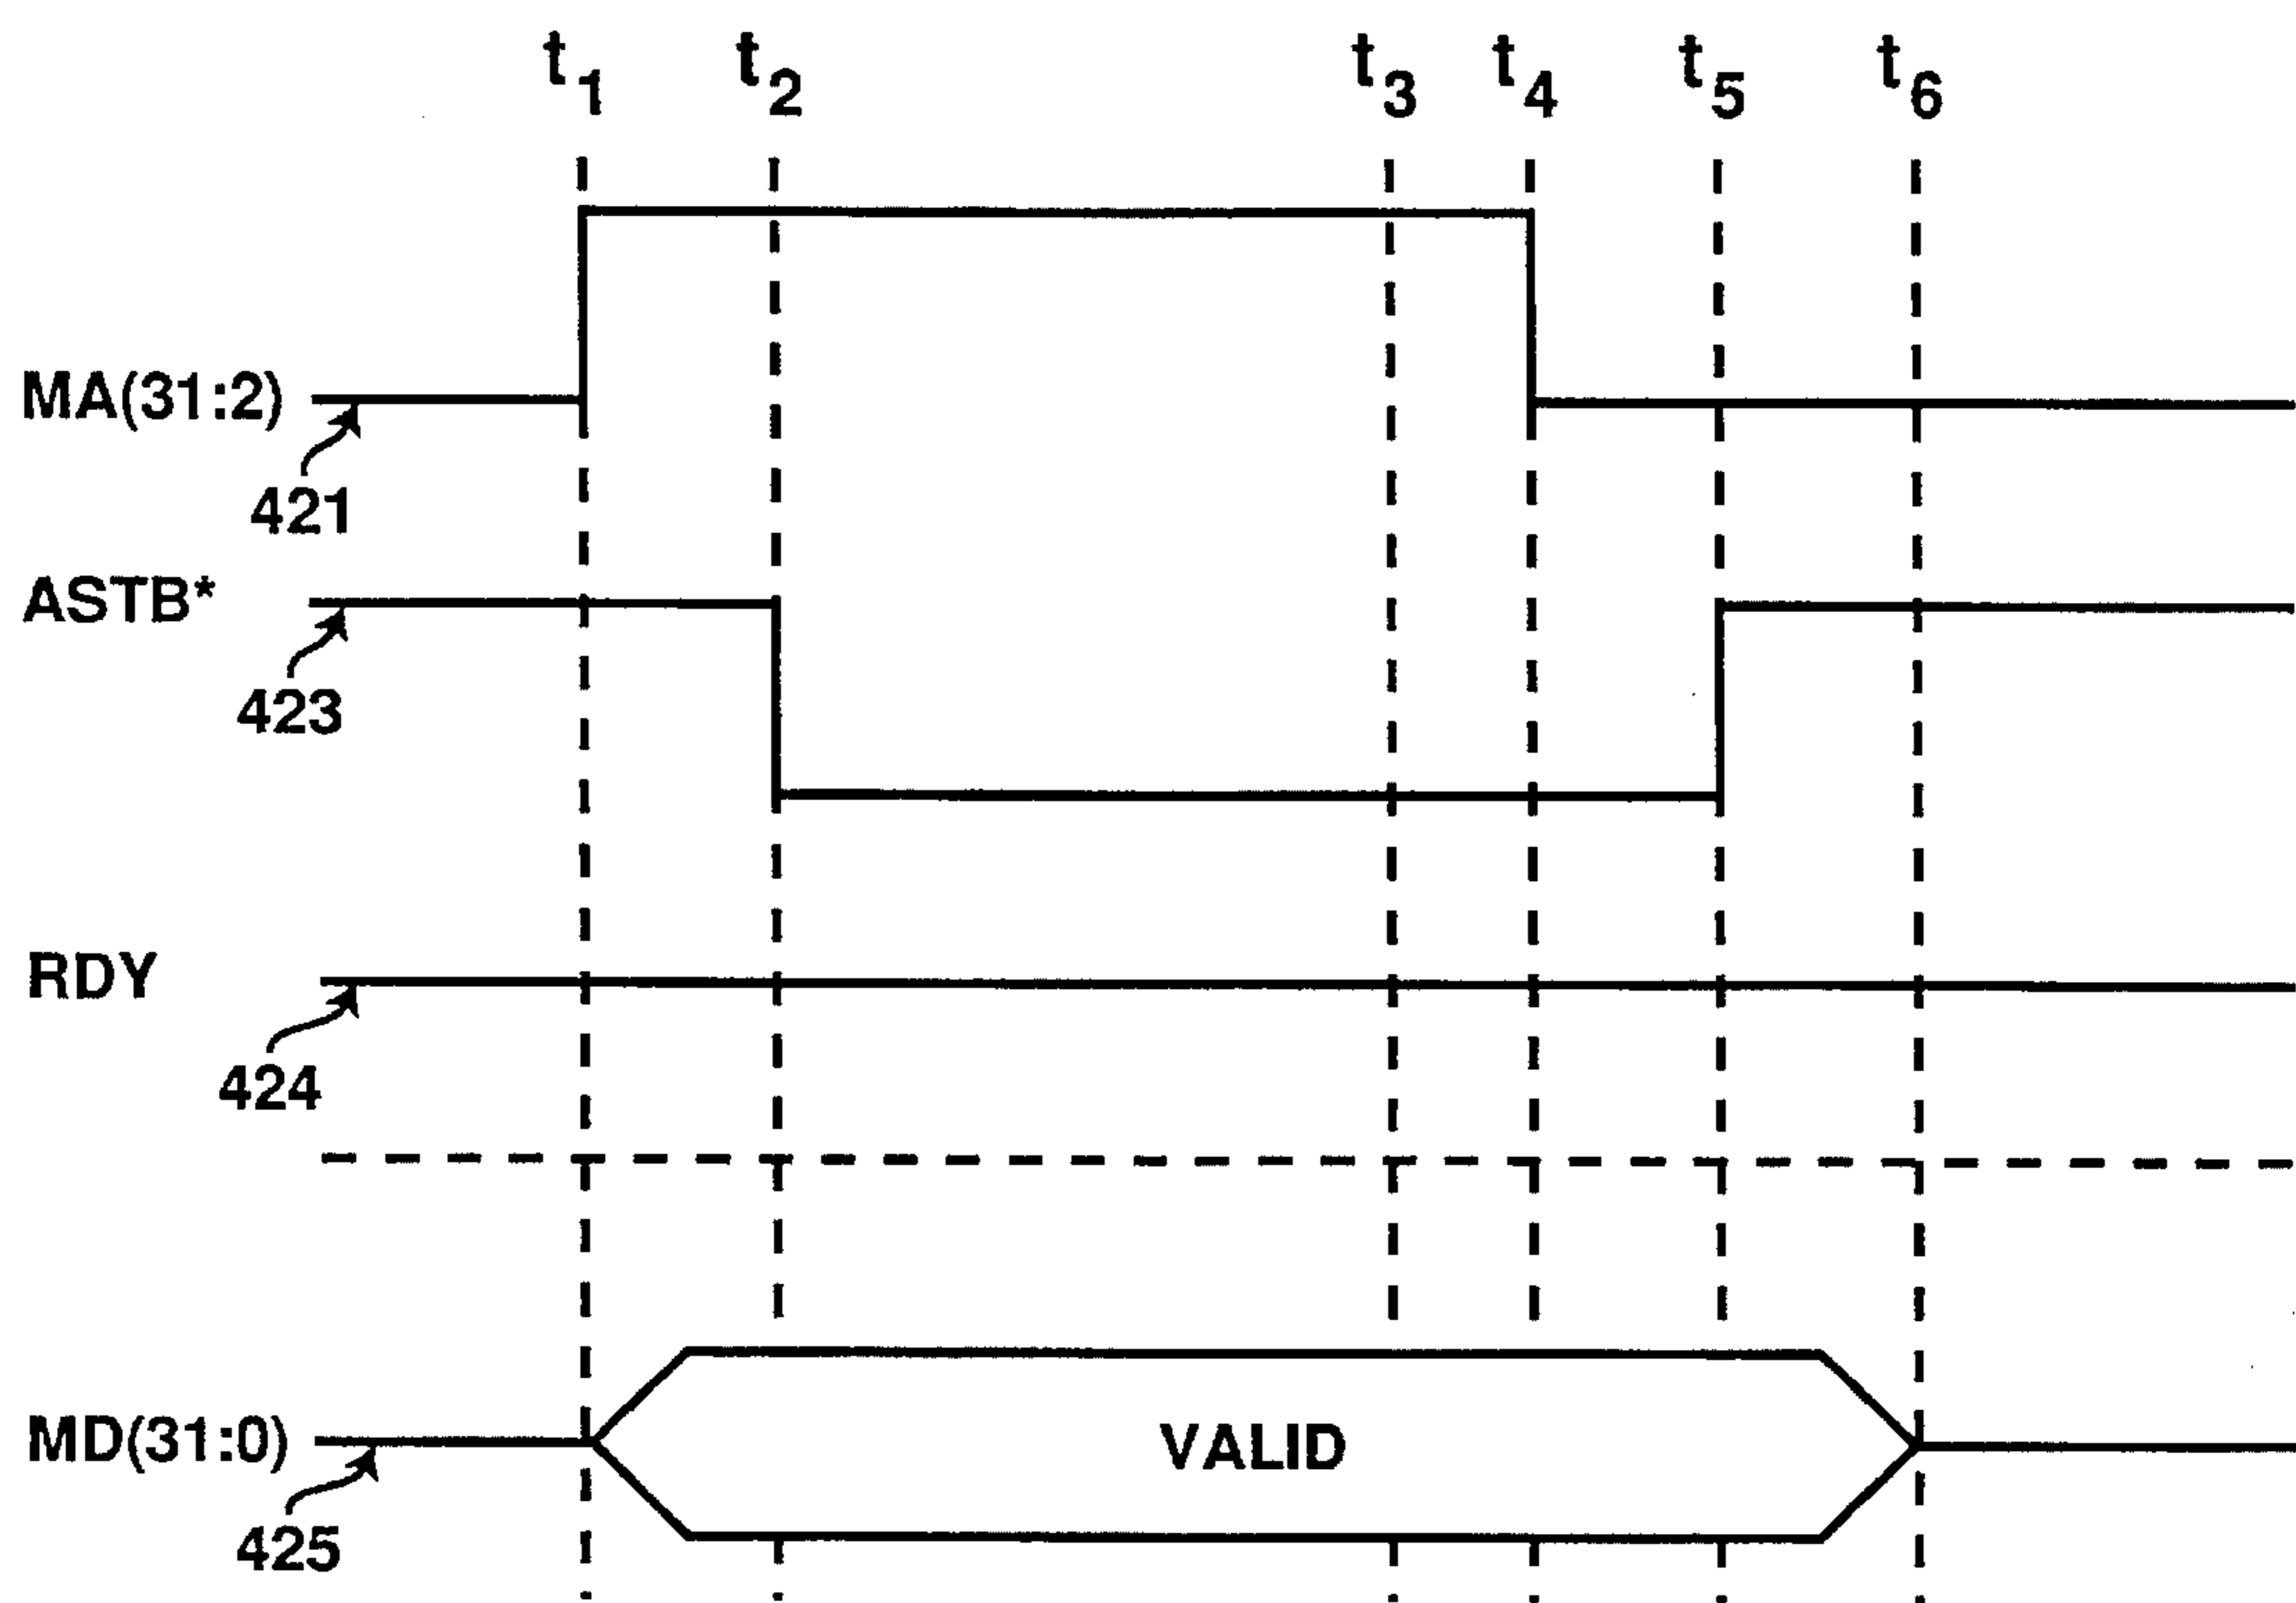 t1 t2 t3 t4 t5 t6
MA(31:2)
421
ASTB*
423
RDY
424
MD(31:0)
VALID
425